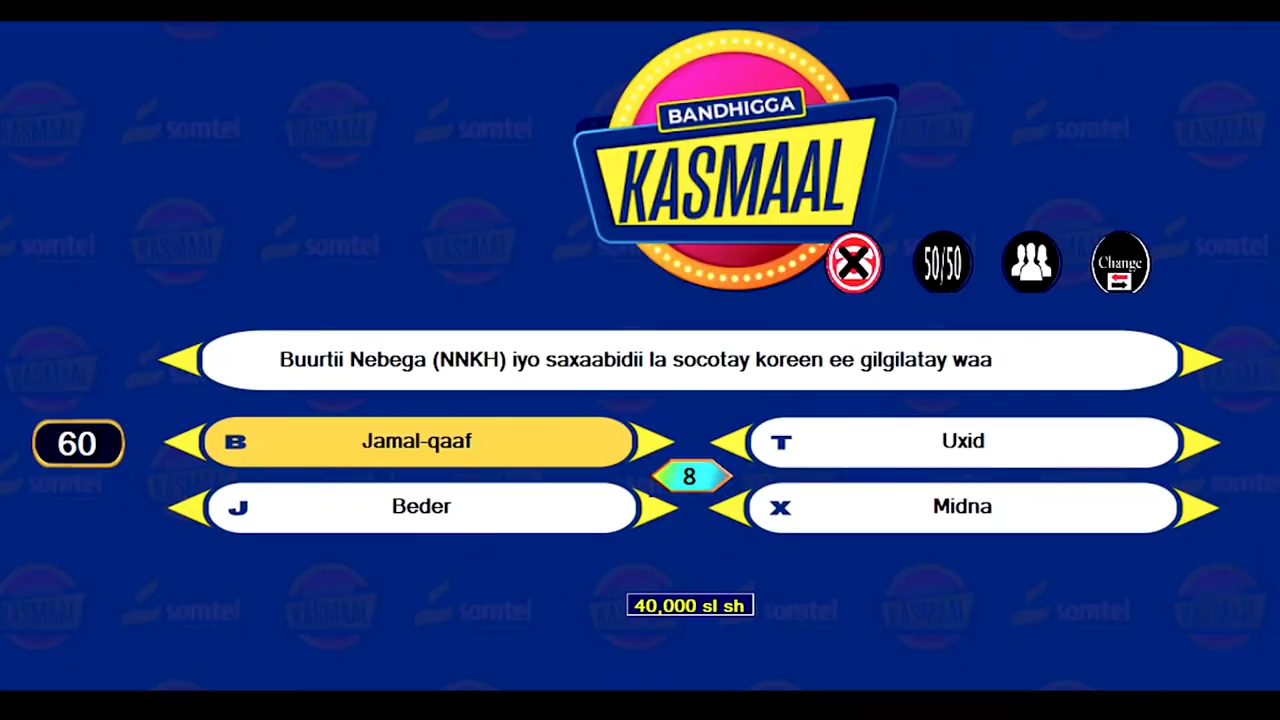 BANDHIGGA
KASMAAL
50/50
Change
Buurtii Nebega (NNKH) iyo saxaabidii la socotay koreen ee gilgilatay waa
60
B Jamal-qaaf
T Uxid
8
J Beder
X Midna
40,000 sl sh
somtel